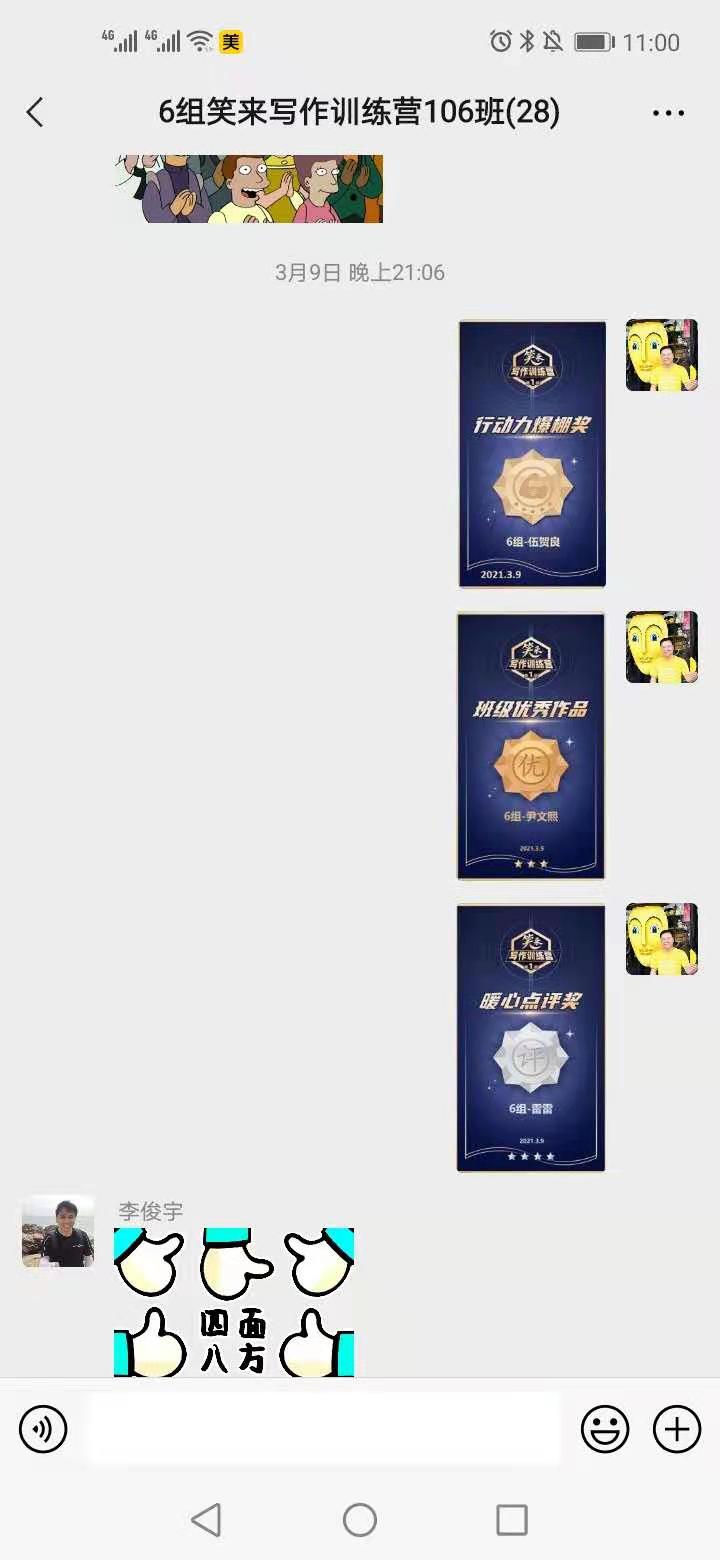 4G 4G 美 11:00
6组笑来写作训练营106班(28)
3月9日 晚上21:06
笑来
写作训练营
1
行动力爆棚奖
6组-伍贺良
2021.3.9
笑来
写作训练营
1
班级优秀作品
优
6组-尹文熙
2021.3.9
笑来
写作训练营
1
暖心点评奖
评
6组-雷雷
2021.3.9
李俊宇
四面
八方